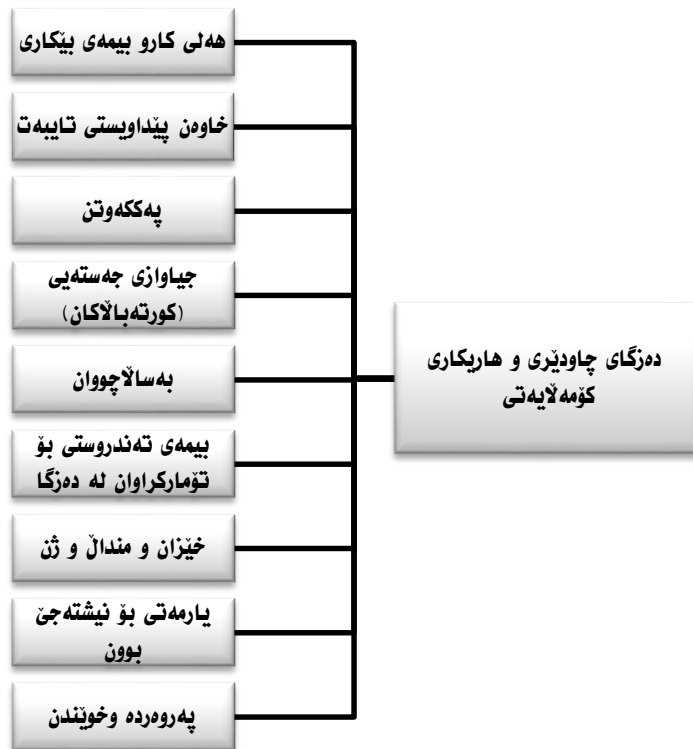 دەزگای چاودێری و هاریکاری
کۆمەڵایەتی
هەلی کارو بیمەی بێکاری
خاوەن پێداویستی تایبەت
پەککەوتن
جیاوازی جەستەیی
(کورتەباڵاکان)
بەساڵاچووان
بیمەی تەندروستی بۆ
تۆمارکراوان لە دەزگا
خێزان و منداڵ و ژن
یارمەتی بۆ نیشتەجێ
بوون
پەروەردە وخوێندن